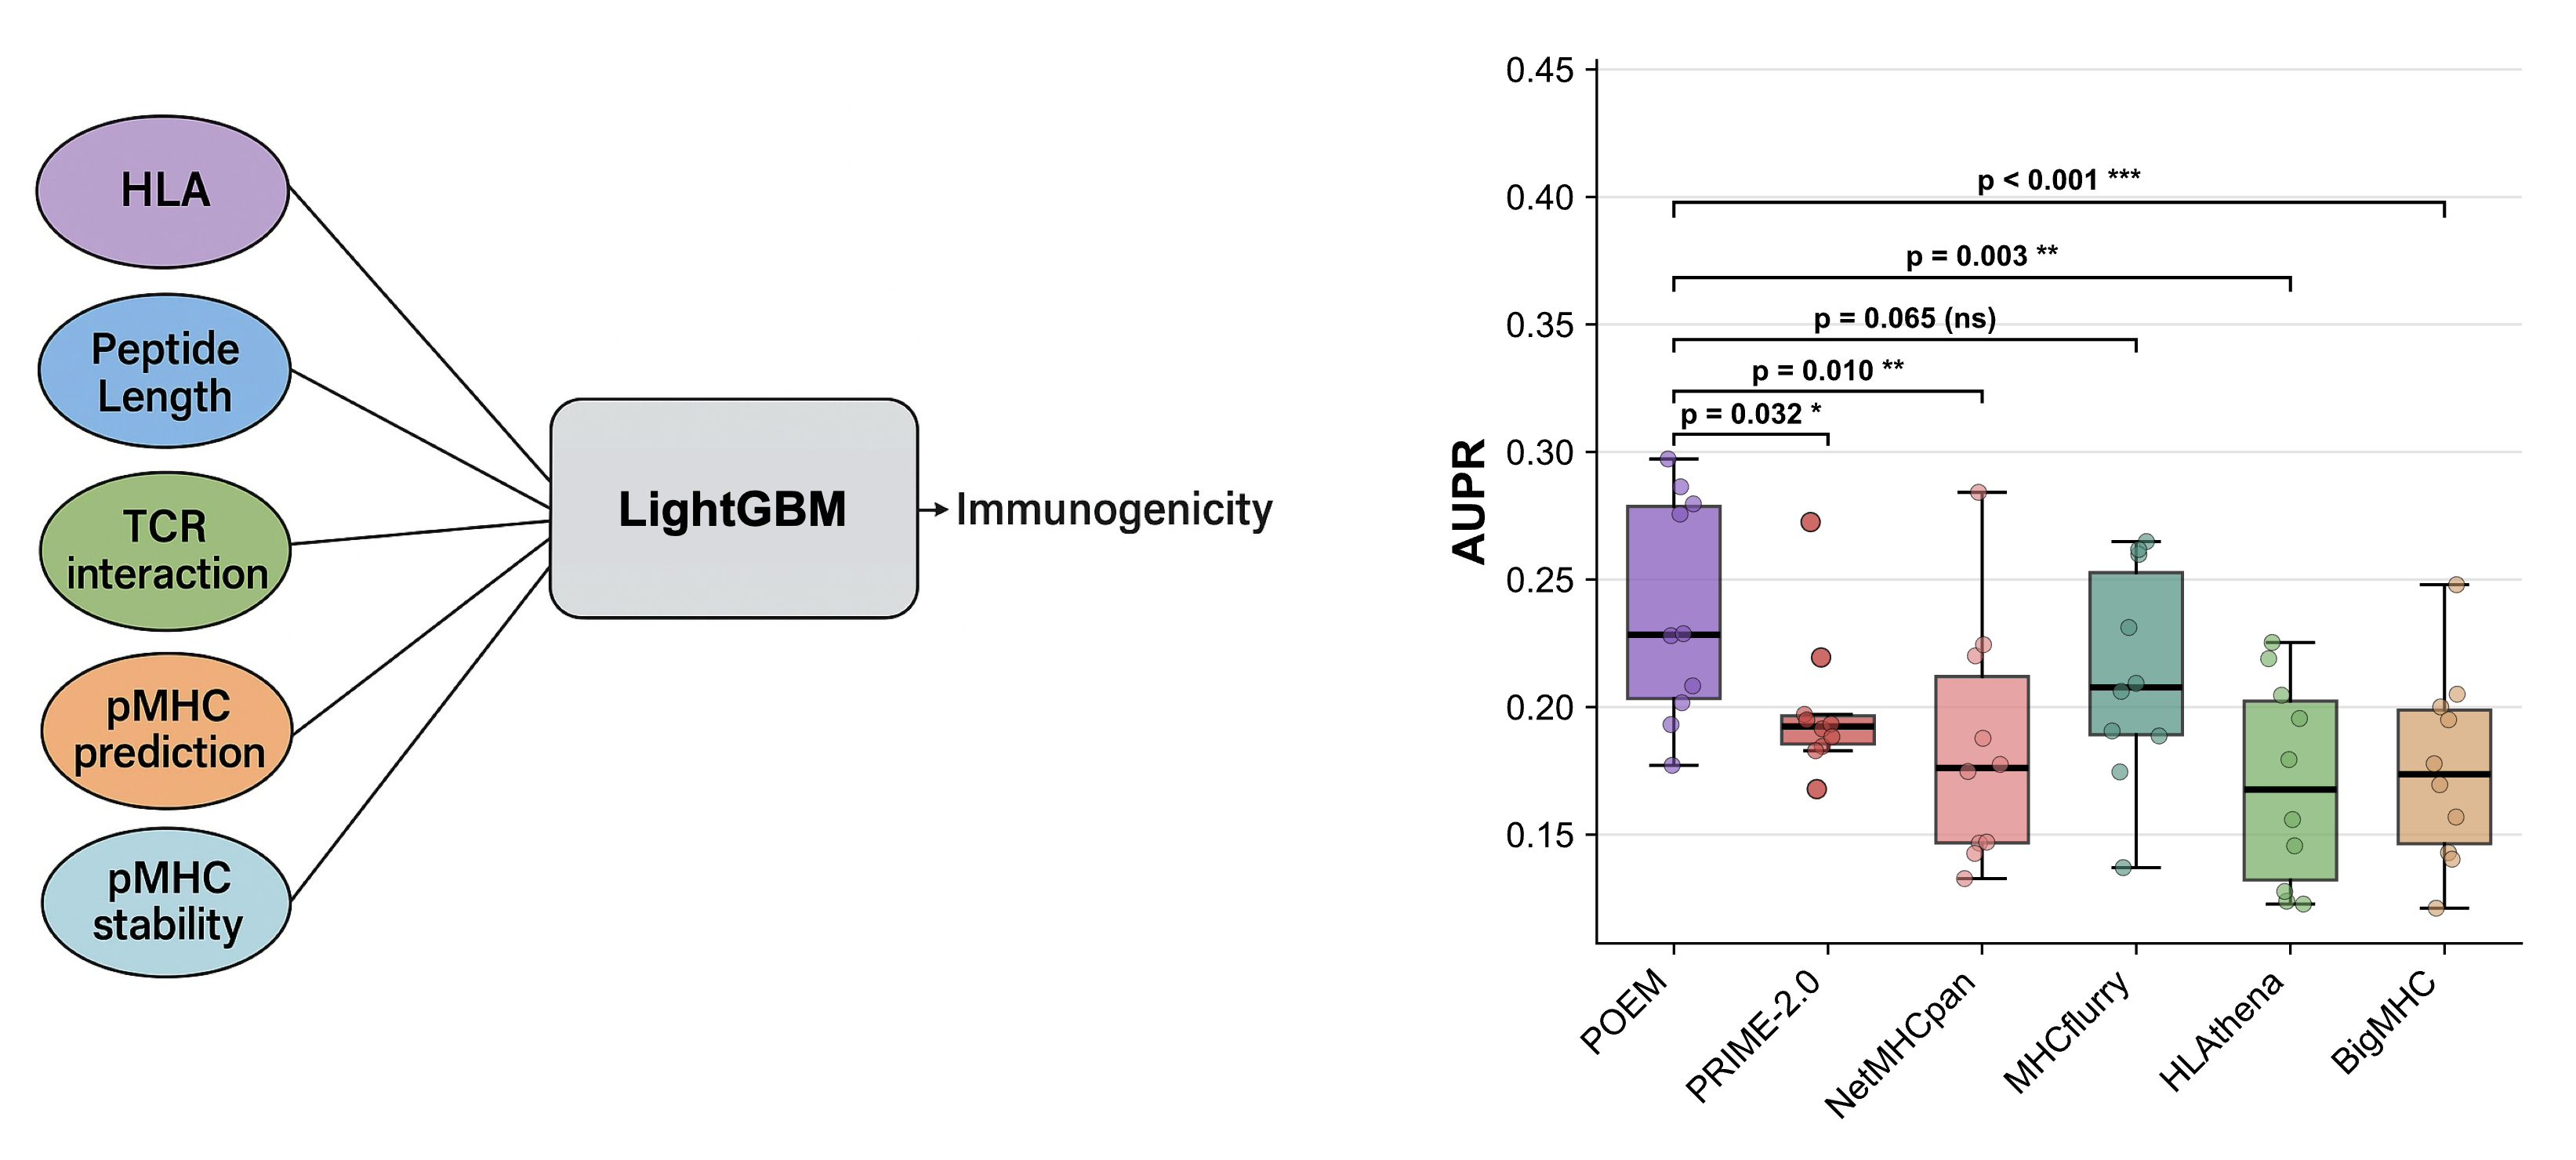 HLA
Peptide
Length
TCR
interaction
pMHC
prediction
pMHC
stability
LightGBM
Immunogenicity
AUPR
0.45
0.40
0.35
0.30
0.25
0.20
0.15
p < 0.001 ***
p = 0.003 **
p = 0.065 (ns)
p = 0.010 **
p = 0.032 *
POEM
PRIME-2.0
NetMHCpan
MHCflurry
HLAthena
BigMHC